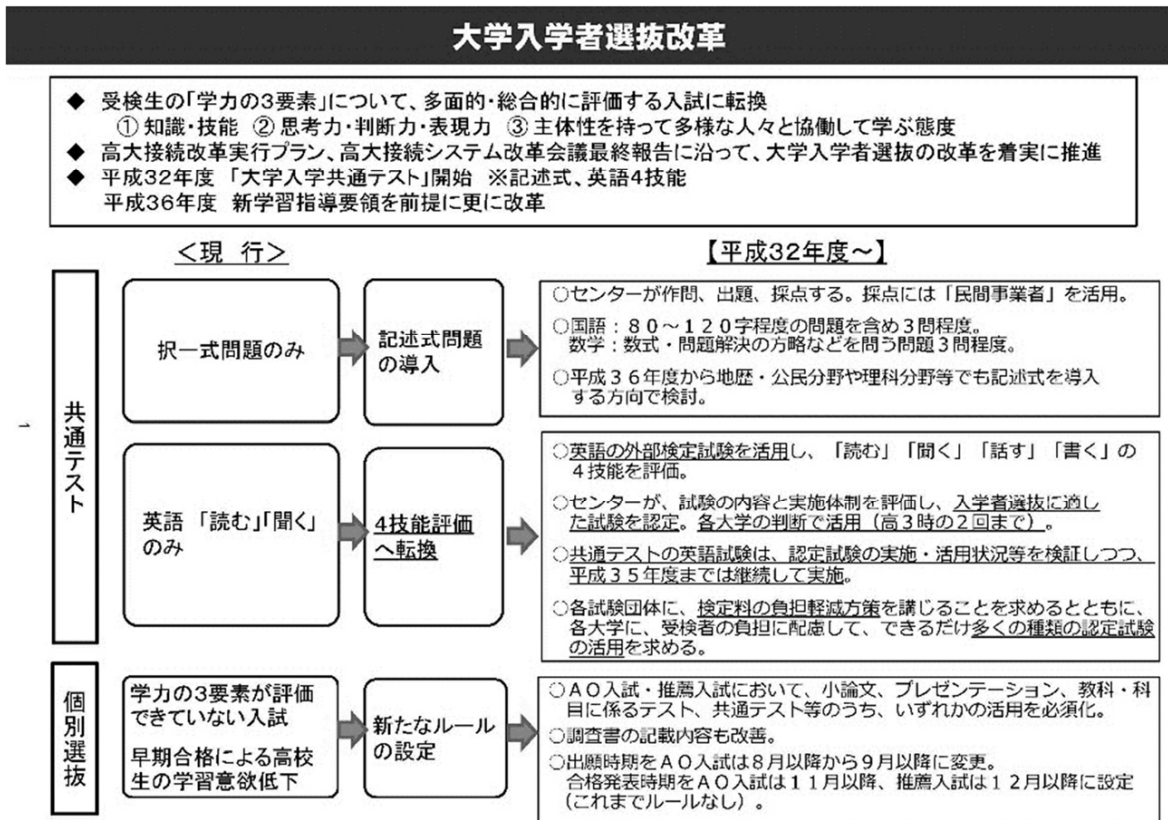 大学入学者選抜改革
◆ 受検生の「学力の3要素」について、多面的・総合的に評価する入試に転換
① 知識・技能 ② 思考力・判断力・表現力 ③ 主体性を持って多様な人々と協働して学ぶ態度
◆ 高大接続改革実行プラン、高大接続システム改革会議最終報告に沿って、大学入学者選抜の改革を着実に推進
◆ 平成32年度 「大学入学共通テスト」開始 ※記述式、英語4技能
平成36年度 新学習指導要領を前提に更に改革
＜現 行＞
【平成32年度～】
共通テスト
択一式問題のみ
記述式問題
の導入
○センターが作問、出題、採点する。採点には「民間事業者」を活用。
○国語：８０～１２０字程度の問題を含め３問程度。
数学：数式・問題解決の方略などを問う問題３問程度。
○平成３６年度から地歴・公民分野や理科分野等でも記述式を導入
する方向で検討。
英語 「読む」「聞く」
のみ
4技能評価
へ転換
○英語の外部検定試験を活用し、「読む」「聞く」「話す」「書く」の
４技能を評価。
○センターが、試験の内容と実施体制を評価し、入学者選抜に適し
た試験を認定。各大学の判断で活用（高３時の２回まで）。
○共通テストの英語試験は、認定試験の実施・活用状況等を検証しつつ、
平成３５年度までは継続して実施。
○各試験団体に、検定料の負担軽減方策を講じることを求めるとともに、
各大学に、受検者の負担に配慮して、できるだけ多くの種類の認定試験
の活用を求める。
個別選抜
学力の3要素が評価
できていない入試
早期合格による高校
生の学習意欲低下
新たなルール
の設定
○ＡＯ入試・推薦入試において、小論文、プレゼンテーション、教科・科
目に係るテスト、共通テスト等のうち、いずれかの活用を必須化。
○調査書の記載内容も改善。
○出願時期をＡＯ入試は８月以降から９月以降に変更。
合格発表時期をＡＯ入試は１１月以降、推薦入試は１２月以降に設定
（これまでルールなし）。
1